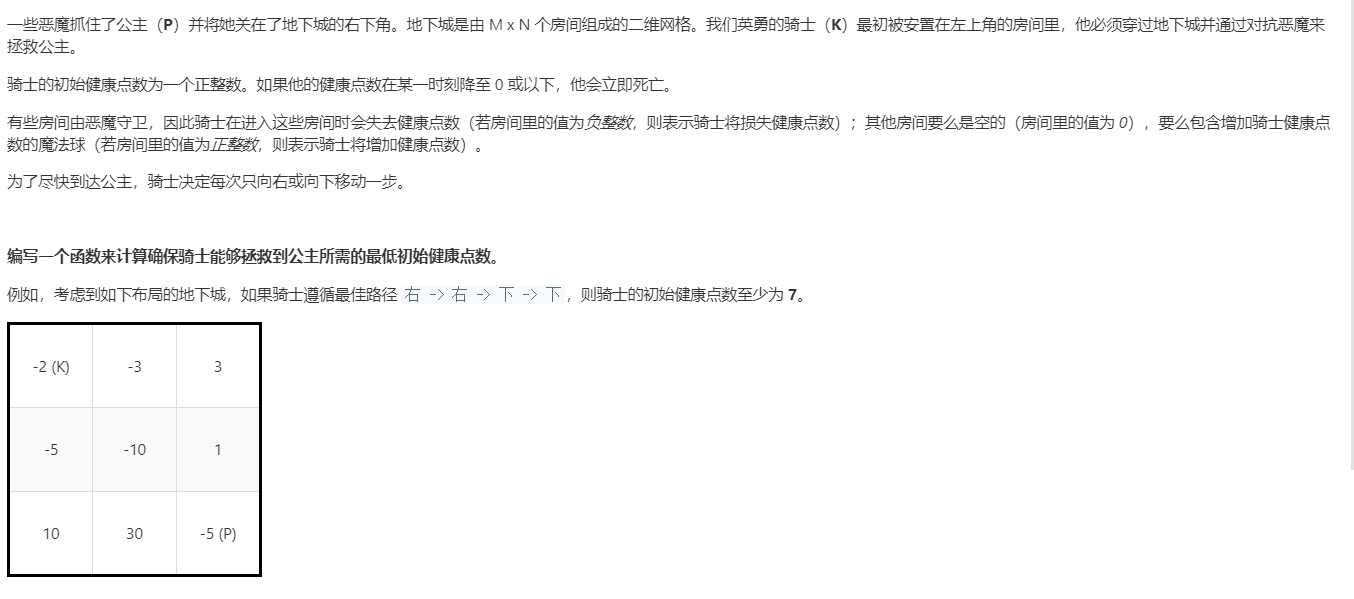 一些恶魔抓住了公主（P）并将她关在了地下城的右下角。地下城是由 M x N 个房间组成的二维网格。我们英勇的骑士（K）最初被安置在左上角的房间里，他必须穿过地下城并通过对抗恶魔来
拯救公主。
骑士的初始健康点数为一个正整数。如果他的健康点数在某一时刻降至 0 或以下，他会立即死亡。
有些房间由恶魔守卫，因此骑士在进入这些房间时会失去健康点数（若房间里的值为负整数，则表示骑士将损失健康点数）；其他房间要么是空的（房间里的值为 0），要么包含增加骑士健康点
数的魔法球（若房间里的值为正整数，则表示骑士将增加健康点数）。
为了尽快到达公主，骑士决定每次只向右或向下移动一步。
编写一个函数来计算确保骑士能够拯救到公主所需的最低初始健康点数。
例如，考虑到如下布局的地下城，如果骑士遵循最佳路径 右 -> 右 -> 下 -> 下，则骑士的初始健康点数至少为 7。
-2 (K) -3 3
-5 -10 1
10 30 -5 (P)